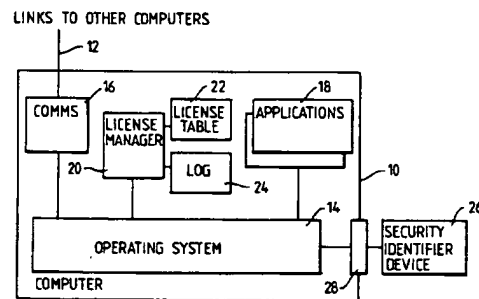 LINKS TO OTHER COMPUTERS
12
16
COMMS
22
LICENSE
TABLE
18
APPLICATIONS
LICENSE
MANAGER
20
LOG
24
10
14
26
OPERATING SYSTEM
SECURITY
IDENTIFIER
DEVICE
COMPUTER
28